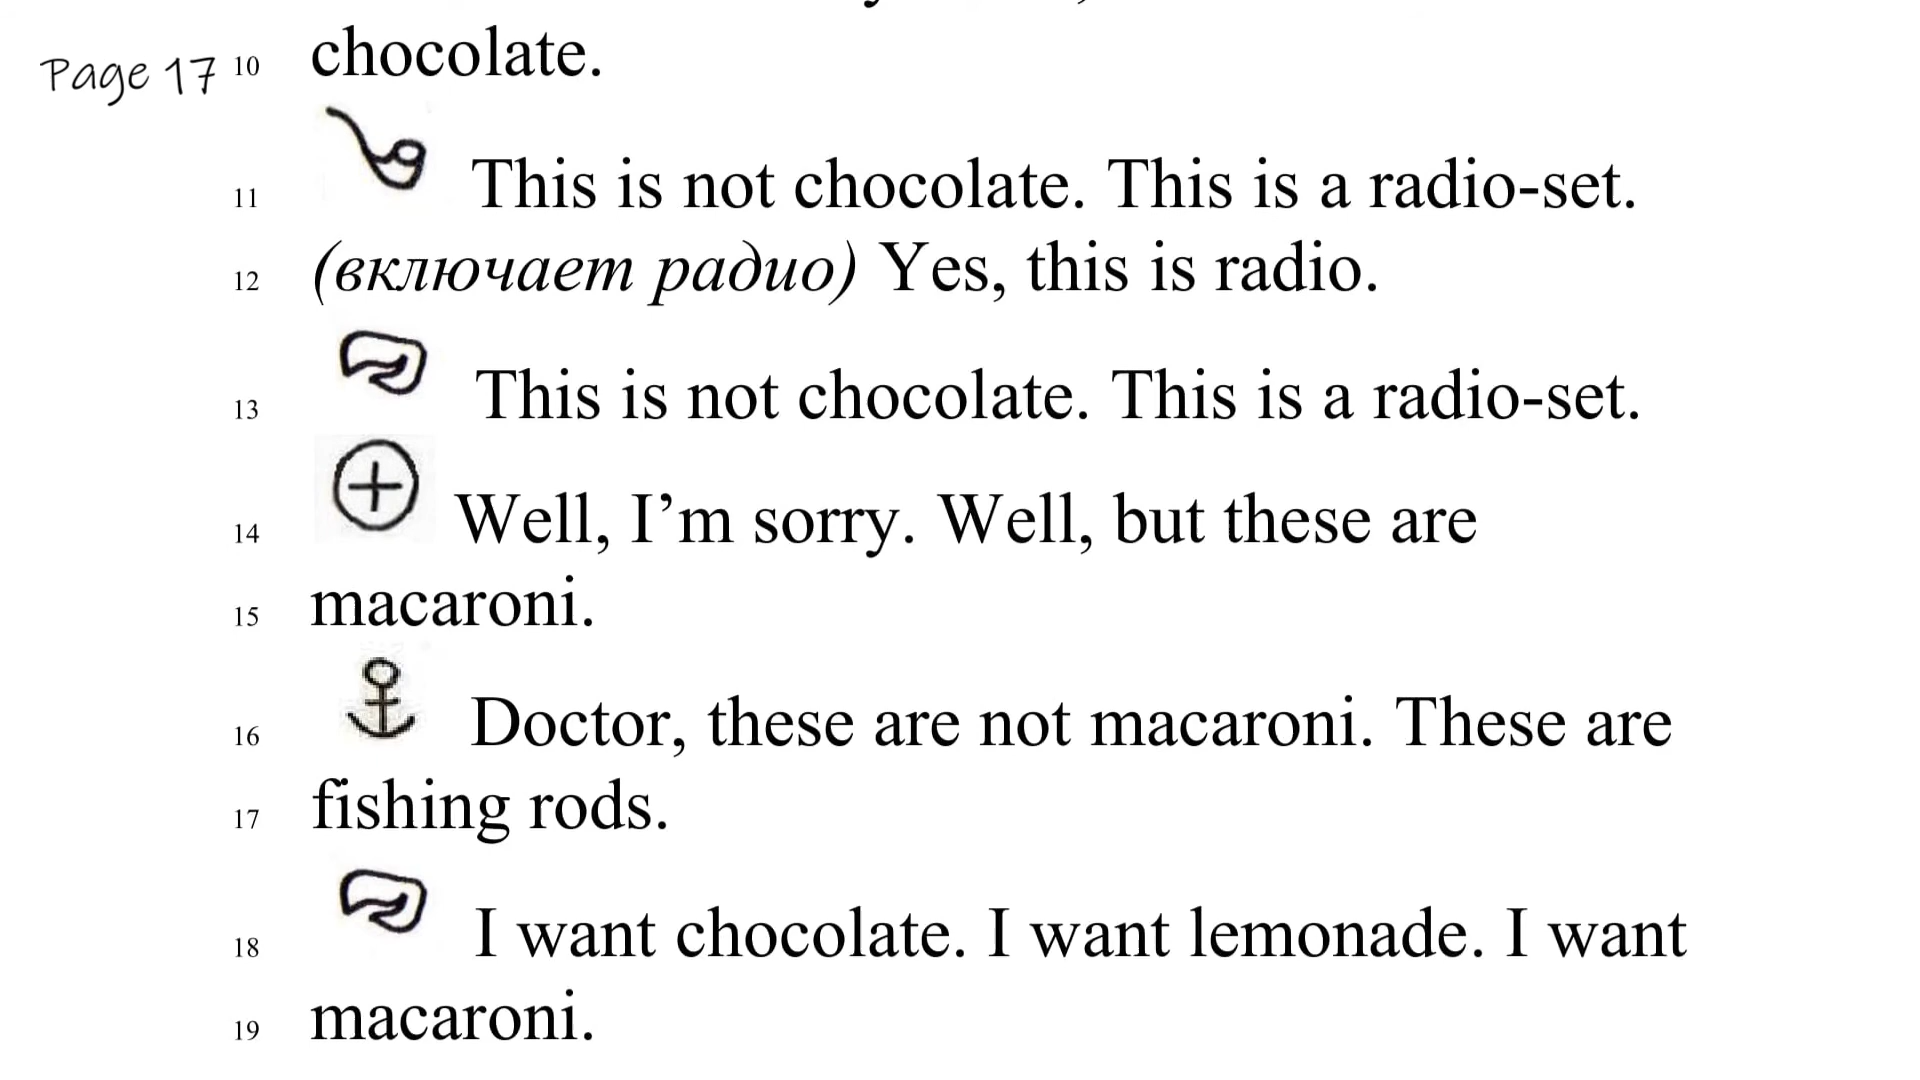 Page 17 10 chocolate.
11 This is not chocolate. This is a radio-set.
12 (включает радио) Yes, this is radio.
13 This is not chocolate. This is a radio-set.
14 Well, I’m sorry. Well, but these are
15 macaroni.
16 Doctor, these are not macaroni. These are
17 fishing rods.
18 I want chocolate. I want lemonade. I want
19 macaroni.